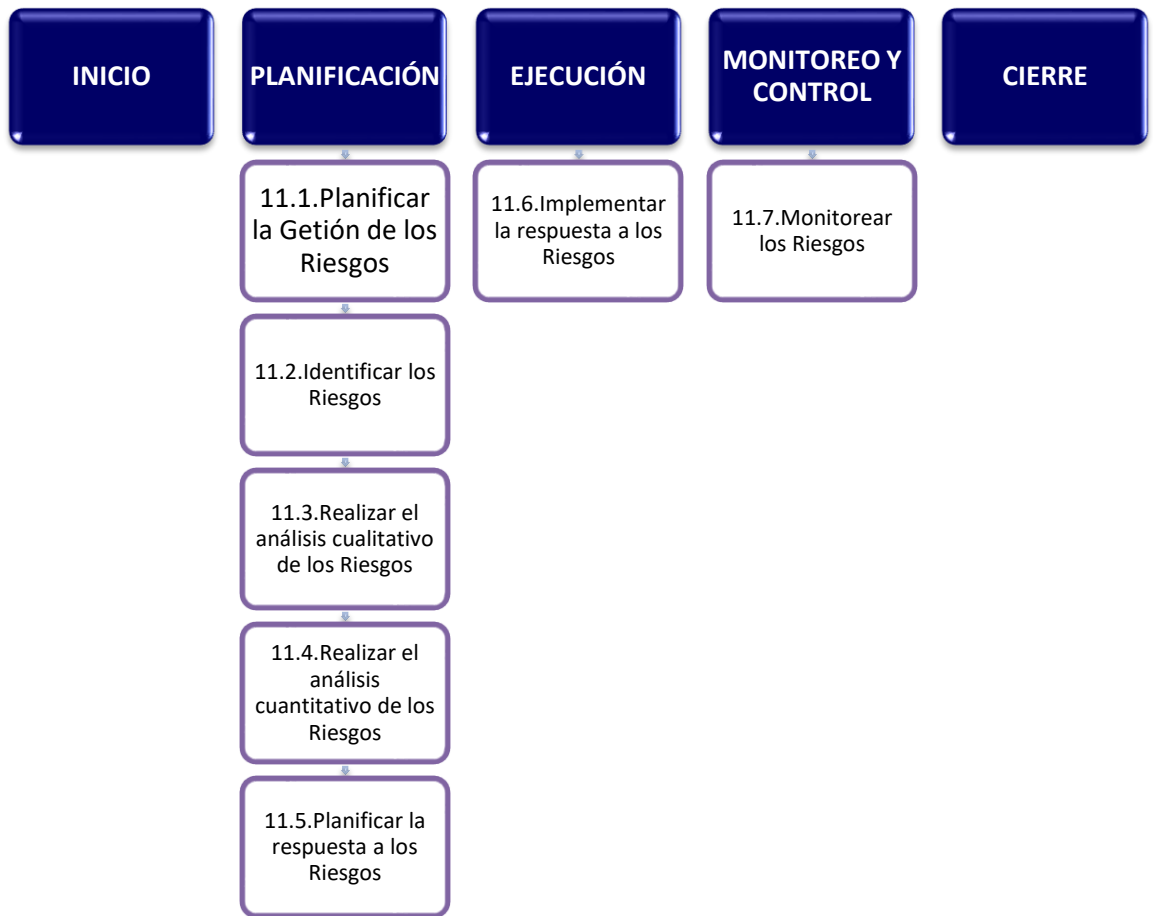 INICIO
PLANIFICACIÓN
EJECUCIÓN
MONITOREO Y
CONTROL
CIERRE
11.1.Planificar
la Getión de los
Riesgos
11.2.Identificar los
Riesgos
11.3.Realizar el
análisis cualitativo
de los Riesgos
11.4.Realizar el
análisis
cuantitativo de los
Riesgos
11.5.Planificar la
respuesta a los
Riesgos
11.6.Implementar
la respuesta a los
Riesgos
11.7.Monitorear
los Riesgos